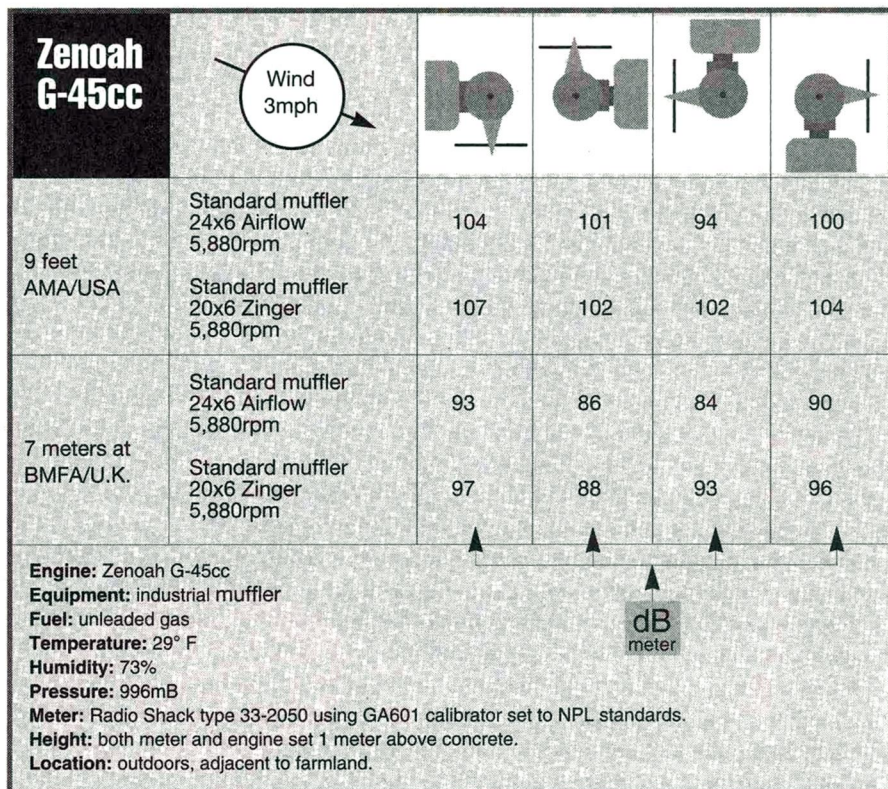 Zenoah
G-45cc
Wind
3mph
9 feet
AMA/USA
Standard muffler
24x6 Airflow
5,880rpm
104 101 94 100
Standard muffler
20x6 Zinger
5,880rpm
107 102 102 104
7 meters at
BMFA/U.K.
Standard muffler
24x6 Airflow
5,880rpm
93 86 84 90
Standard muffler
20x6 Zinger
5,880rpm
97 88 93 96
dB
meter
Engine: Zenoah G-45cc
Equipment: industrial muffler
Fuel: unleaded gas
Temperature: 29° F
Humidity: 73%
Pressure: 996mB
Meter: Radio Shack type 33-2050 using GA601 calibrator set to NPL standards.
Height: both meter and engine set 1 meter above concrete.
Location: outdoors, adjacent to farmland.